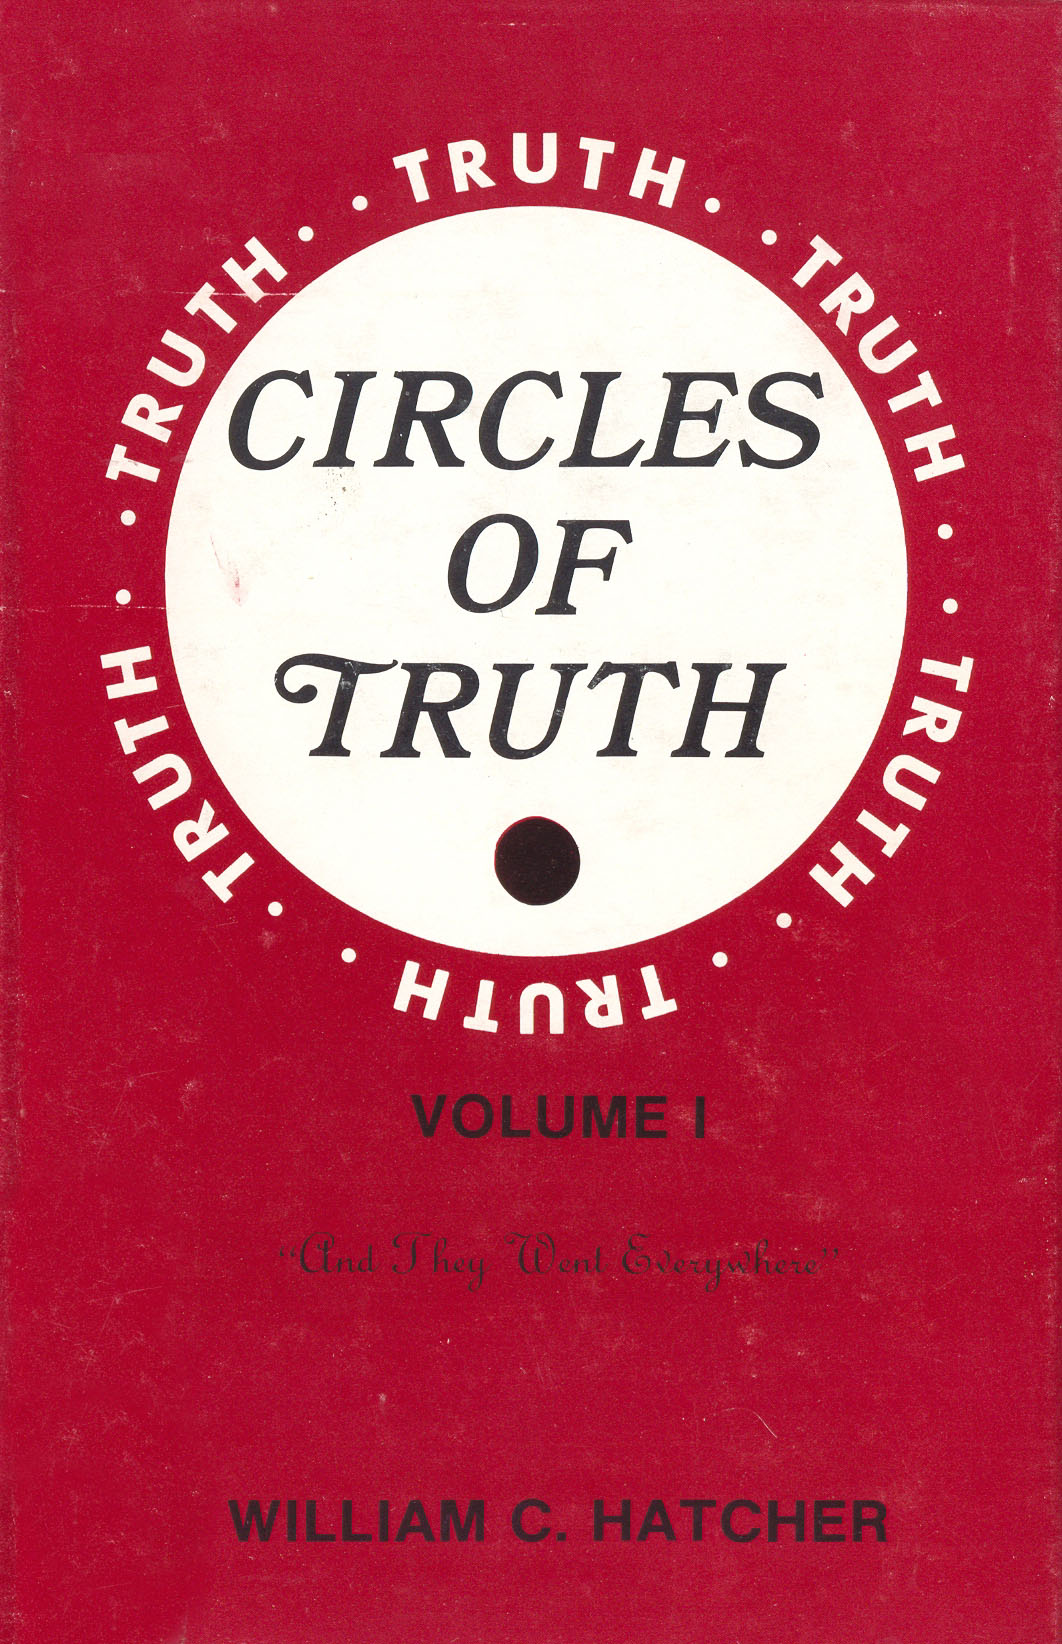 · TRUTH ·
· TRUTH ·
· TRUTH ·
· TRUTH ·
· TRUTH ·
· TRUTH ·
CIRCLES
OF
TRUTH
VOLUME I
"And They Went Everywhere"
WILLIAM C. HATCHER